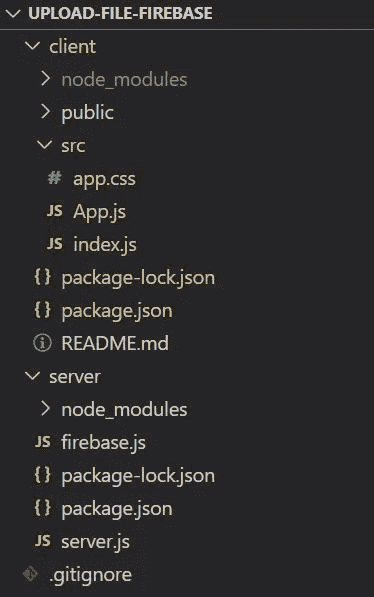 UPLOAD-FILE-FIREBASE
client
node_modules
public
src
# app.css
JS App.js
JS index.js
{} package-lock.json
{} package.json
README.md
server
node_modules
JS firebase.js
{} package-lock.json
{} package.json
JS server.js
.gitignore